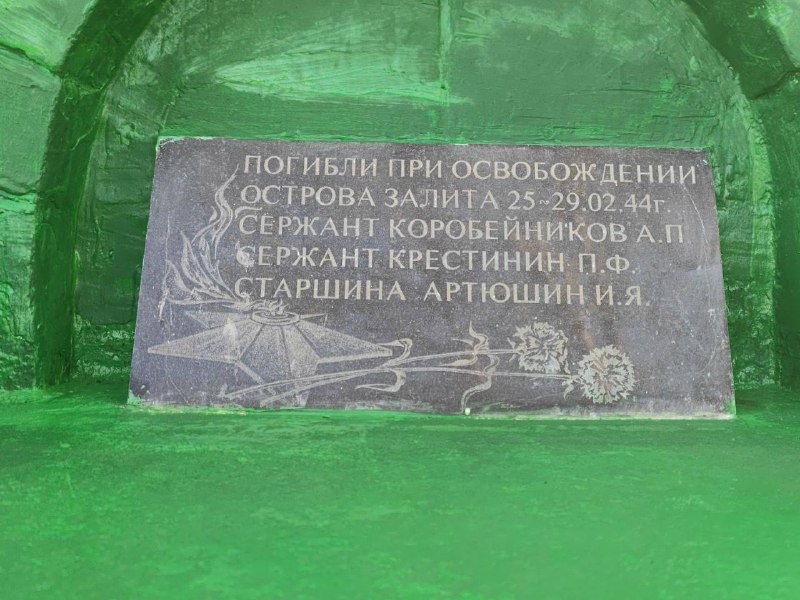 ПОГИБЛИ ПРИ ОСВОБОЖДЕНИИ
ОСТРОВА ЗАЛИТА 25-29.02.44г.
СЕРЖАНТ КОРОБЕЙНИКОВ А.П
СЕРЖАНТ КРЕСТИНИН П.Ф.
СТАРШИНА АРТЮШИН И.Я.